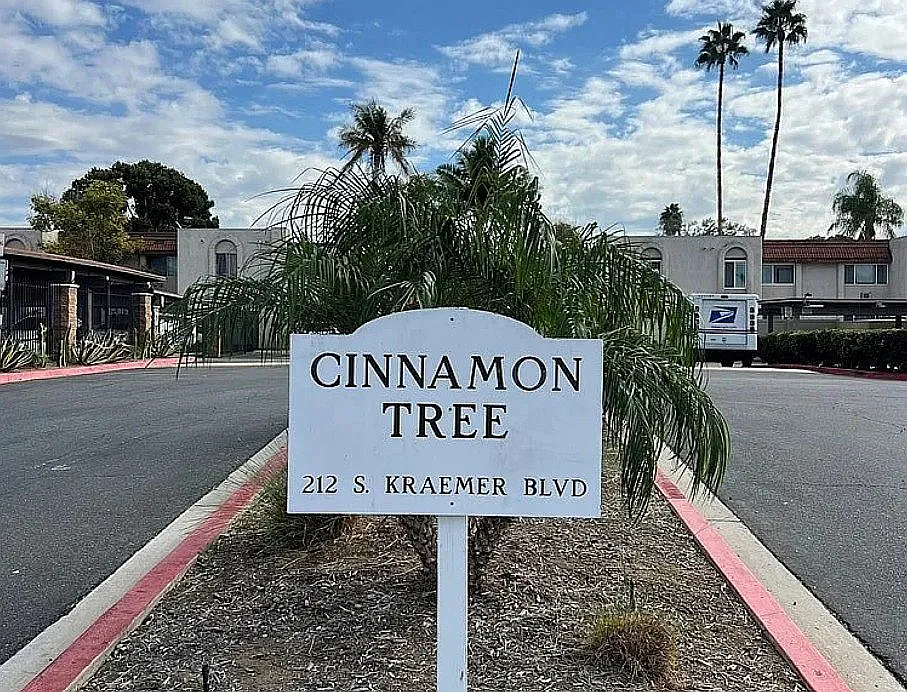 CINNAMON
TREE
212 S. KRAEMER BLVD